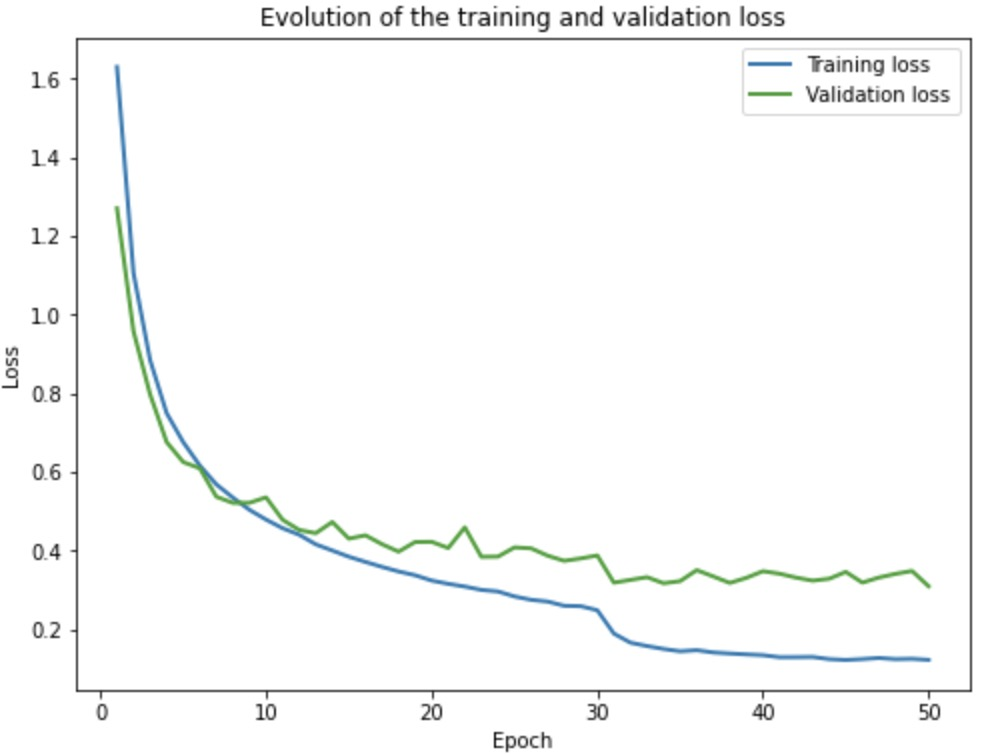 Evolution of the training and validation loss
Training loss
Validation loss
1.6
1.4
1.2
1.0
0.8
0.6
0.4
0.2
Loss
0 10 20 30 40 50
Epoch